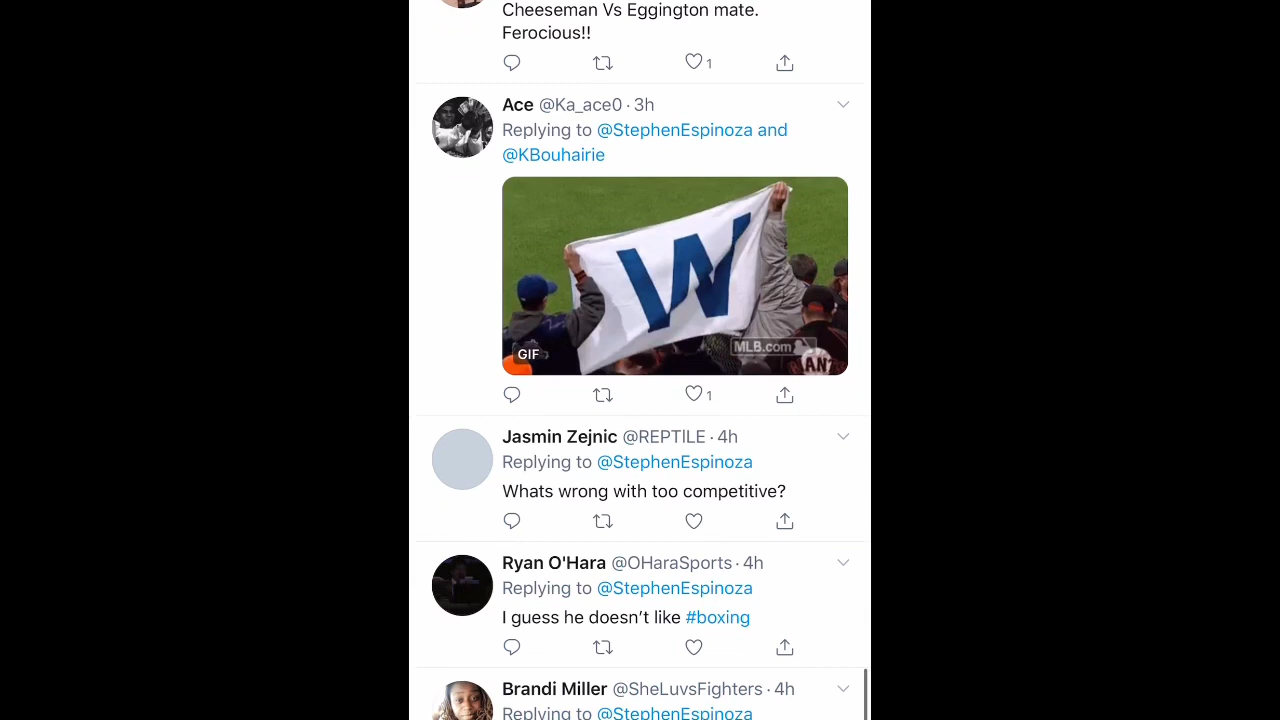 Cheeseman Vs Eggington mate.
Ferocious!!
1
Ace @Ka_ace0 · 3h
Replying to @StephenEspinoza and
@KBouhairie
W
MLB.com
GIF
ANT
1
Jasmin Zejnic @REPTlLE · 4h
Replying to @StephenEspinoza
Whats wrong with too competitive?
Ryan O'Hara @OHaraSports · 4h
Replying to @StephenEspinoza
I guess he doesn’t like #boxing
Brandi Miller @SheLuvsFighters · 4h
Replying to @StephenEspinoza